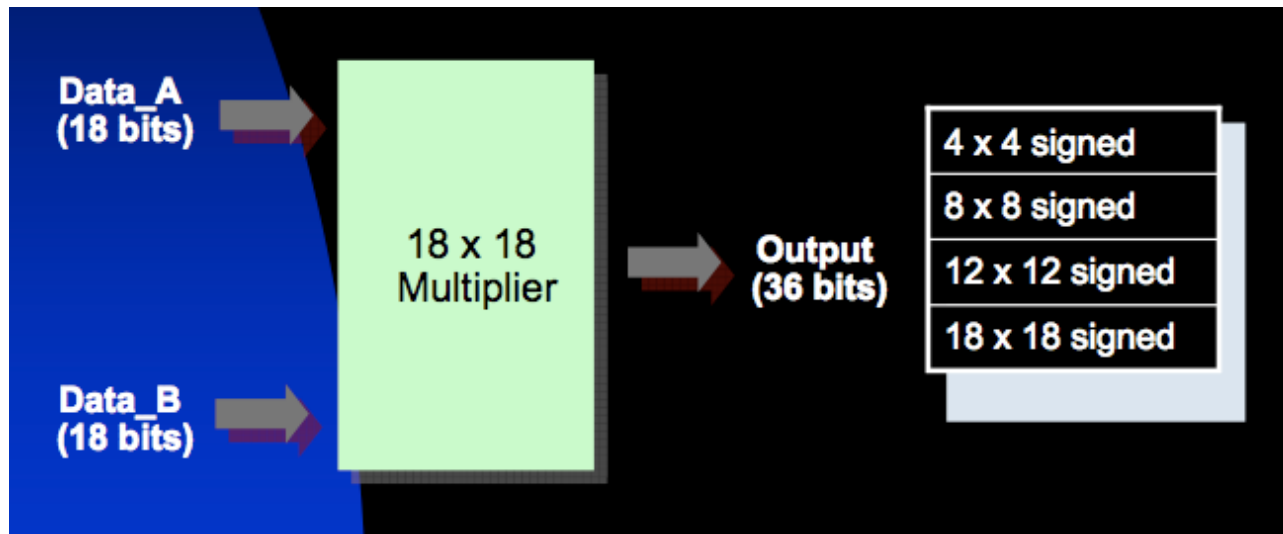 Data_A
(18 bits)
Data_B
(18 bits)
18 x 18
Multiplier
Output
(36 bits)
4 x 4 signed
8 x 8 signed
12 x 12 signed
18 x 18 signed